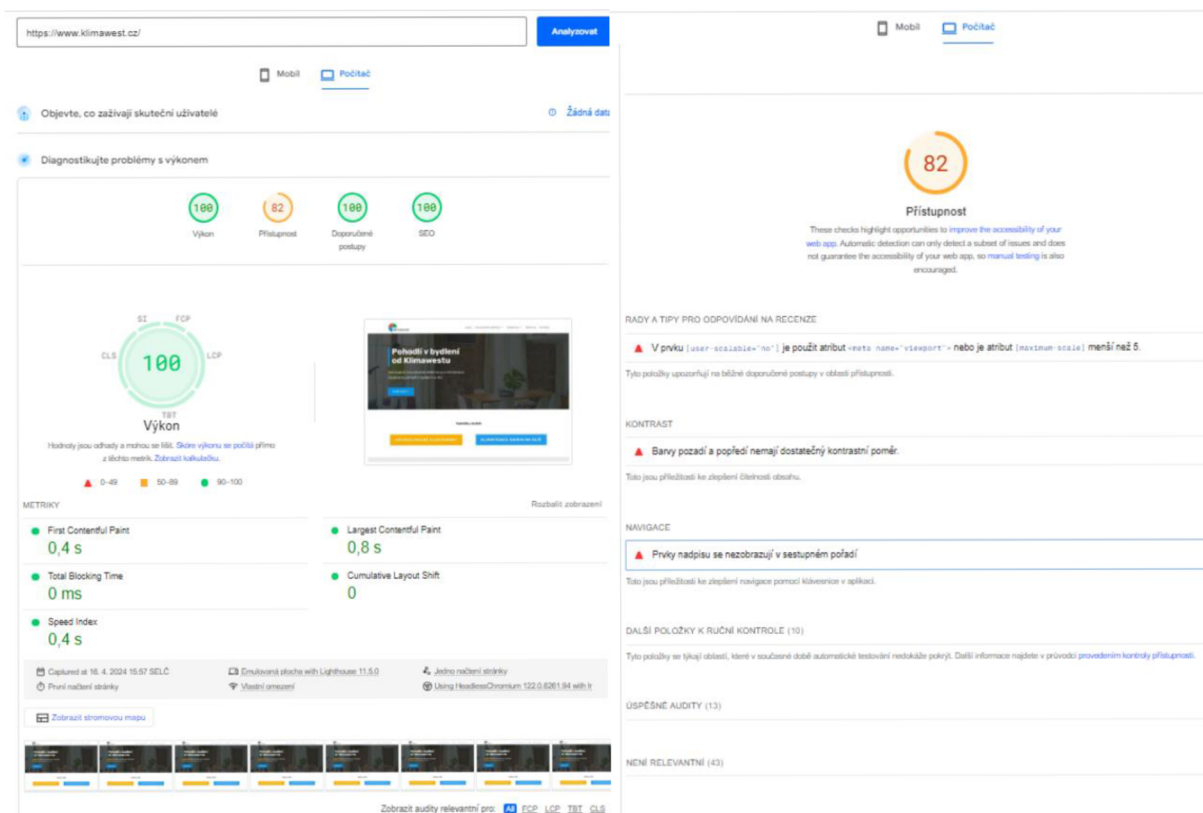 https://www.klimawest.cz/
Analyzovat
Mobil
Počítač
Objevte, co zažívají skuteční uživatelé
Žádná data
Diagnostikujte problémy s výkonem
100
82
100
100
Výkon
Přístupnost
Doporučené
postupy
SEO
SI
FCP
CLS
LCP
100
TBT
Výkon
Hodnoty jsou odhady a mohou se lišit. Skóre výkonu se počítá přímo
z těchto metrik. Zobrazit kalkulačku.
0–49
50–89
90–100
Pohodlí v bydlení
od Klimawestu
METRIKY
Rozbalit zobrazení
First Contentful Paint
0,4 s
Largest Contentful Paint
0,8 s
Total Blocking Time
0 ms
Cumulative Layout Shift
0
Speed Index
0,4 s
Captured at 16. 4. 2024 15:57 SELČ
Emulovaná plocha with Lighthouse 11.5.0
Jedno načtení stránky
První načtení stránky
Vlastní omezení
Using HeadlessChromium 122.0.6261.94 with lr
Zobrazit stromovou mapu
Zobrazit audity relevantní pro: All FCP LCP TBT CLS
Mobil
Počítač
82
Přístupnost
These checks highlight opportunities to improve the accessibility of your
web app. Automatic detection can only detect a subset of issues and does
not guarantee the accessibility of your web app, so manual testing is also
encouraged.
RADY A TIPY PRO ODPOVÍDÁNÍ NA RECENZE
V prvku [user-scalable="no"] je použit atribut <meta name="viewport"> nebo je atribut [maximum-scale] menší než 5.
Tyto položky upozorňují na běžné doporučené postupy v oblasti přístupnosti.
KONTRAST
Barvy pozadí a popředí nemají dostatečný kontrastní poměr.
Toto jsou příležitosti ke zlepšení čitelnosti obsahu.
NAVIGACE
Prvky nadpisu se nezobrazují v sestupném pořadí
Toto jsou příležitosti ke zlepšení navigace pomocí klávesnice v aplikaci.
DALŠÍ POLOŽKY K RUČNÍ KONTROLE (10)
Tyto položky se týkají oblastí, které v současné době automatické testování nedokáže pokrýt. Další informace najdete v průvodci provedením kontroly přístupnosti.
ÚSPĚŠNÉ AUDITY (13)
NENÍ RELEVANTNÍ (43)